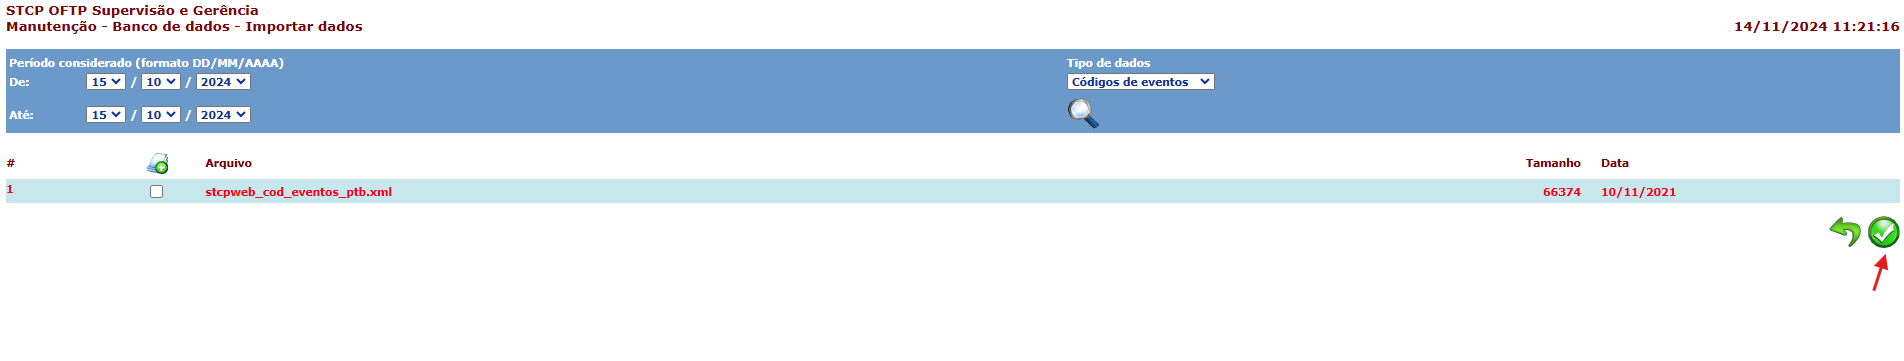 STCP OFTP Supervisão e Gerência
Manutenção - Banco de dados - Importar dados 14/11/2024 11:21:16
Período considerado (formato DD/MM/AAAA) Tipo de dados
De: 15 / 10 / 2024 Códigos de eventos
Até: 15 / 10 / 2024
# Arquivo Tamanho Data
1 stcpweb_cod_eventos_ptb.xml 66374 10/11/2021